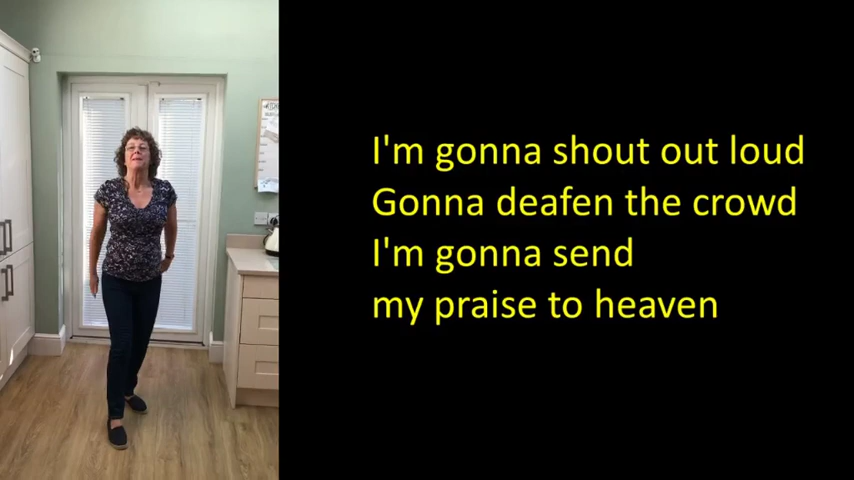 I'm gonna shout out loud
Gonna deafen the crowd
I'm gonna send
my praise to heaven